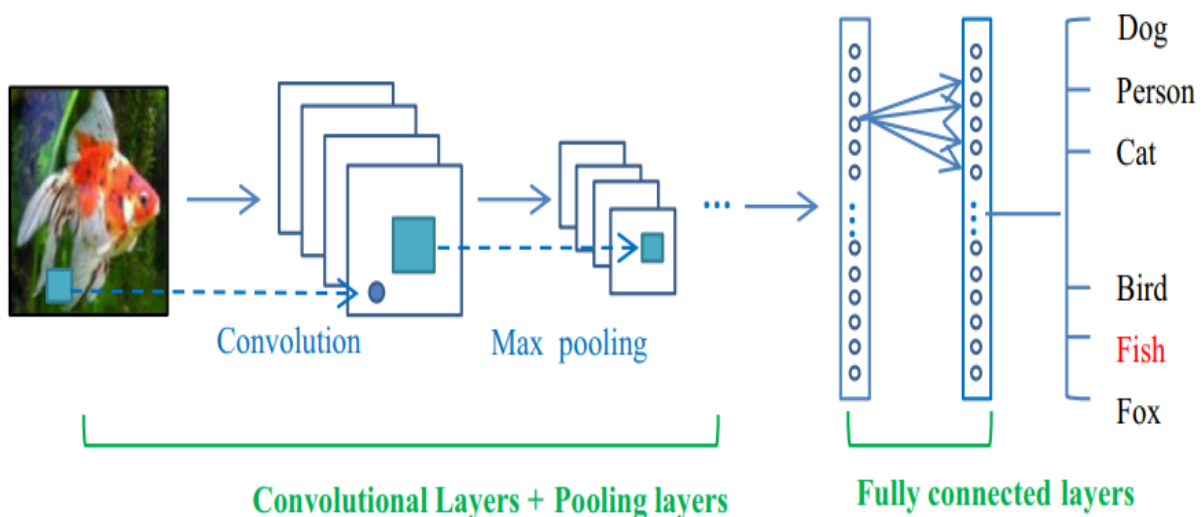 Dog
Person
Cat
Bird
Fish
Fox
Convolution
Max pooling
Convolutional Layers + Pooling layers
Fully connected layers